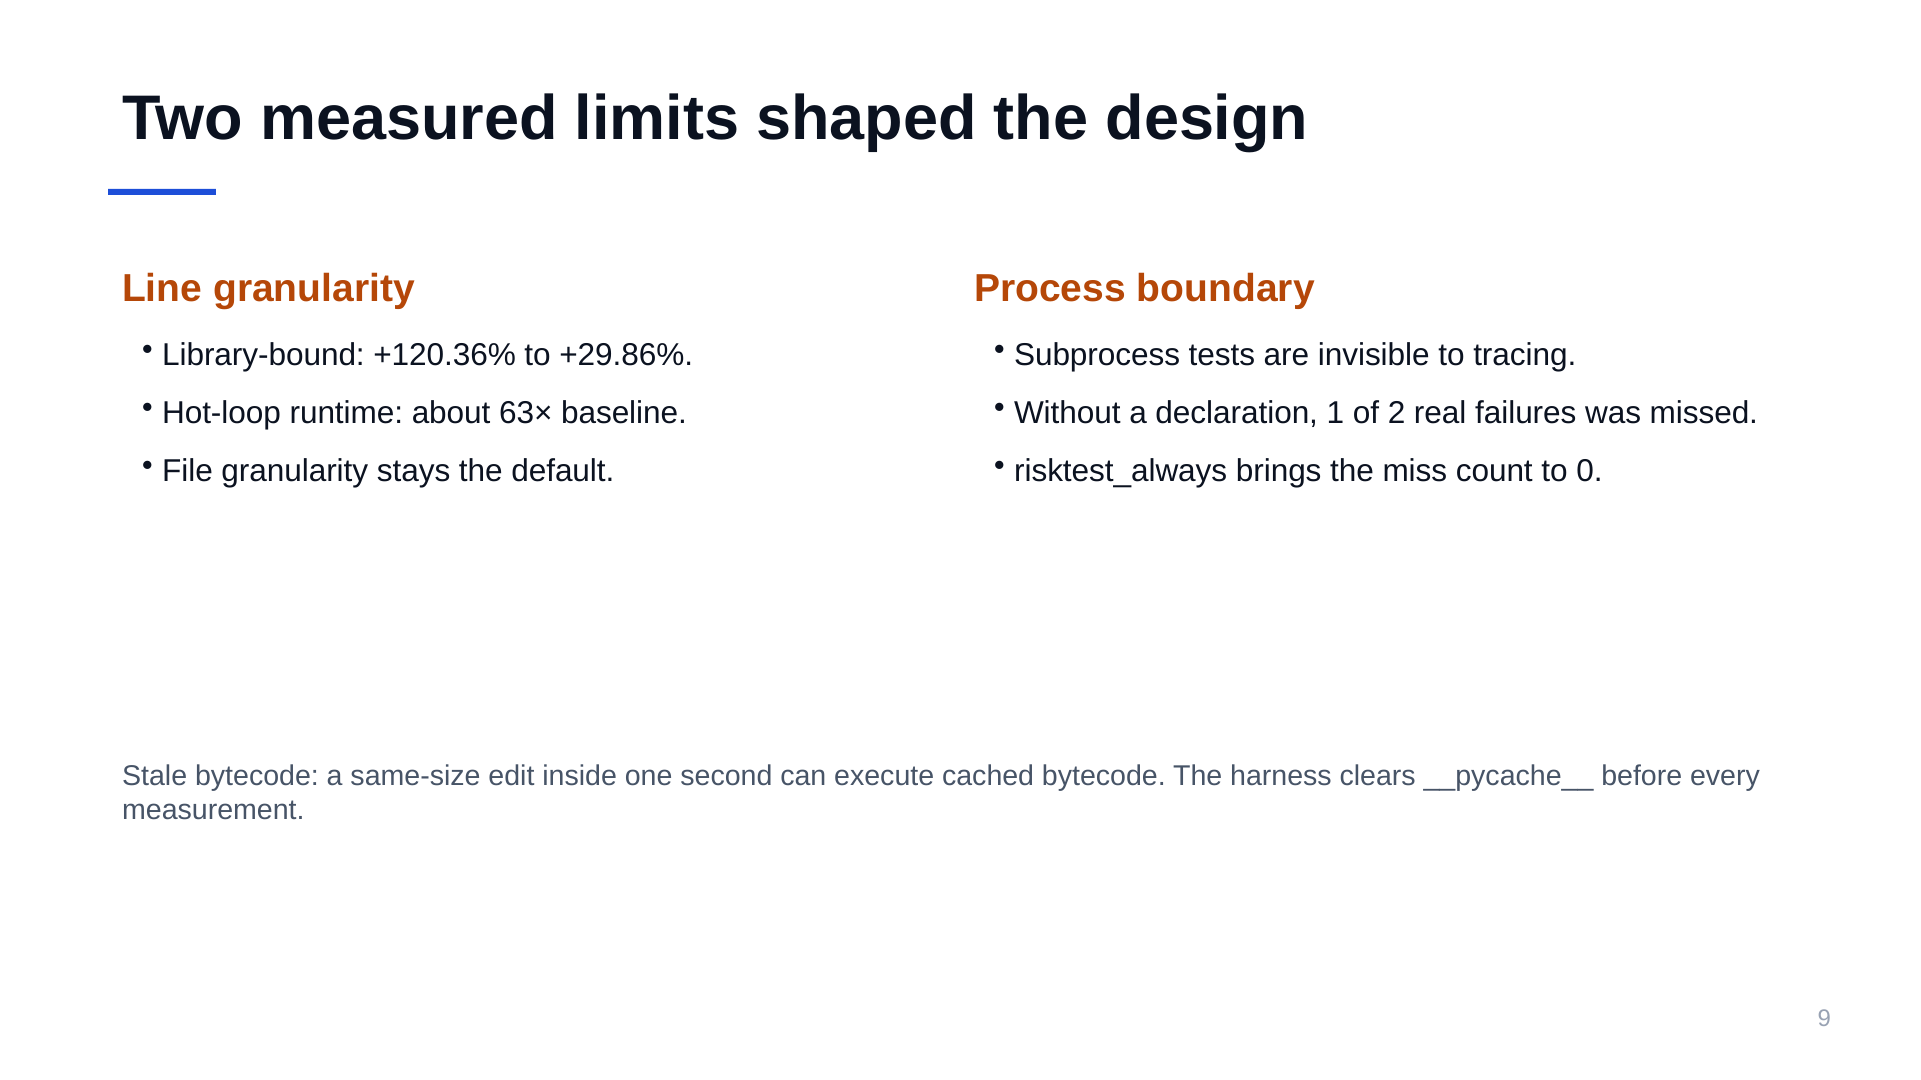 Two measured limits shaped the design
Line granularity
• Library-bound: +120.36% to +29.86%.
• Hot-loop runtime: about 63× baseline.
• File granularity stays the default.
Process boundary
• Subprocess tests are invisible to tracing.
• Without a declaration, 1 of 2 real failures was missed.
• risktest_always brings the miss count to 0.
Stale bytecode: a same-size edit inside one second can execute cached bytecode. The harness clears __pycache__ before every
measurement.
9